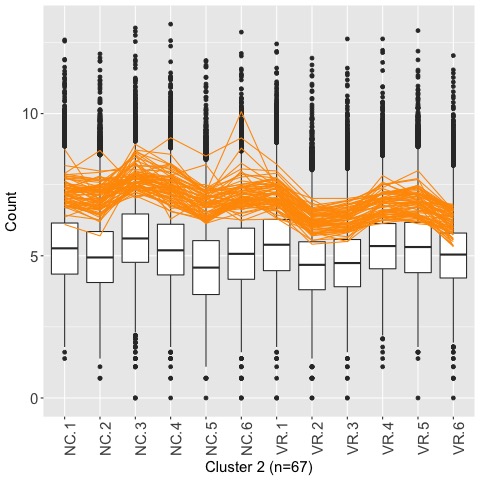 Count
10
5
0
NC.1
NC.2
NC.3
NC.4
NC.5
NC.6
VR.1
VR.2
VR.3
VR.4
VR.5
VR.6
Cluster 2 (n=67)